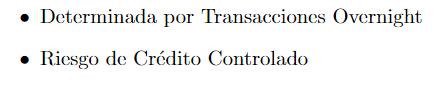 • Determinada por Transacciones Overnight
• Riesgo de Crédito Controlado